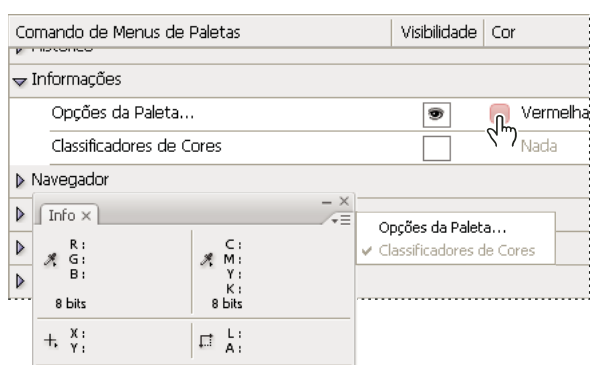 Comando de Menus de Paletas Visibilidade Cor
Histórico
Informações
Opções da Paleta... Vermelha
Classificadores de Cores Nada
Navegador
Info ×
Opções da Paleta...
Classificadores de Cores
R: C:
G: M:
B: Y:
K:
8 bits 8 bits
X: L:
Y: A: